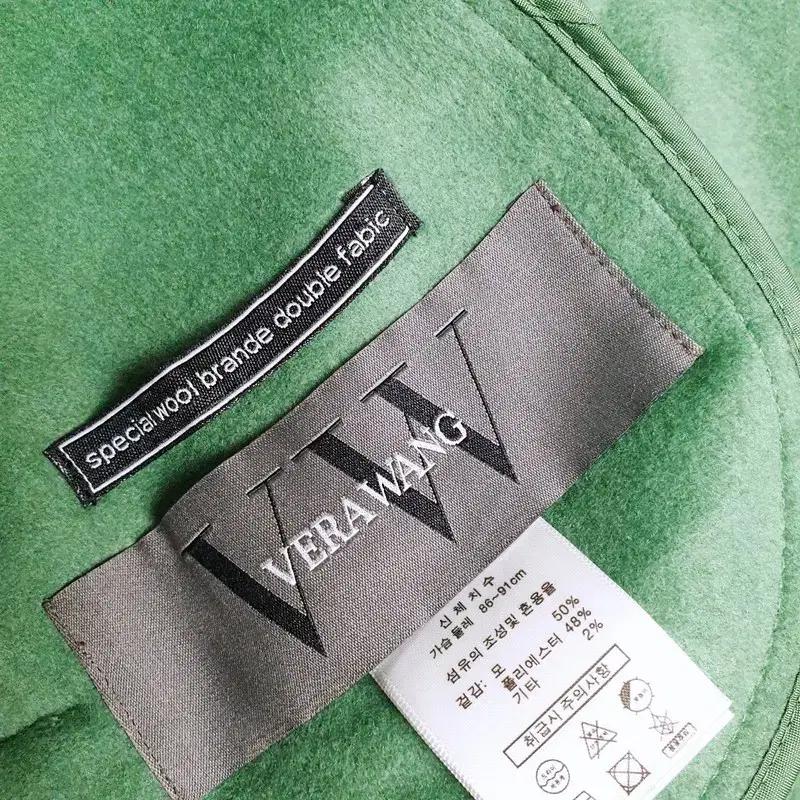 special wool brande double fabic
VW
VERA WANG
신체치수
가슴둘레 86~91cm
섬유의 조성및 혼용율
겉감: 모 50%
폴리에스터 48%
기타 2%
취급시주의사항